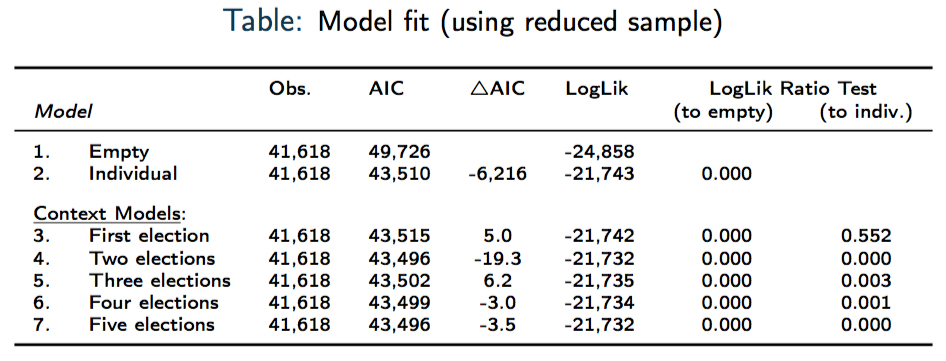 Table: Model fit (using reduced sample)
Obs. AIC △AIC LogLik LogLik Ratio Test
Model (to empty) (to indiv.)
1. Empty 41,618 49,726 -24,858
2. Individual 41,618 43,510 -6,216 -21,743 0.000
Context Models:
3. First election 41,618 43,515 5.0 -21,742 0.000 0.552
4. Two elections 41,618 43,496 -19.3 -21,732 0.000 0.000
5. Three elections 41,618 43,502 6.2 -21,735 0.000 0.003
6. Four elections 41,618 43,499 -3.0 -21,734 0.000 0.001
7. Five elections 41,618 43,496 -3.5 -21,732 0.000 0.000